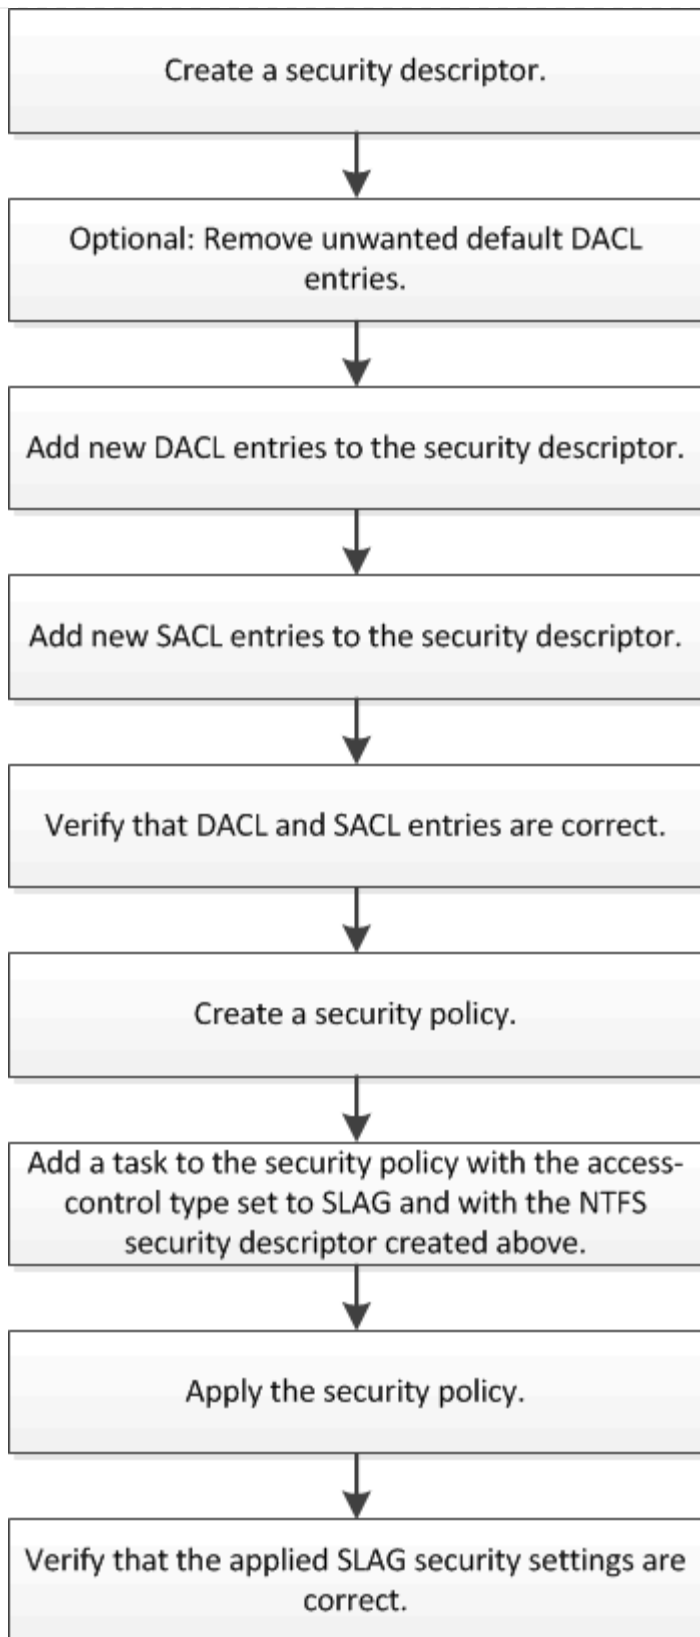 Create a security descriptor.
Optional: Remove unwanted default DACL
entries.
Add new DACL entries to the security descriptor.
Add new SACL entries to the security descriptor.
Verify that DACL and SACL entries are correct.
Create a security policy.
Add a task to the security policy with the access-
control type set to SLAG and with the NTFS
security descriptor created above.
Apply the security policy.
Verify that the applied SLAG security settings are
correct.